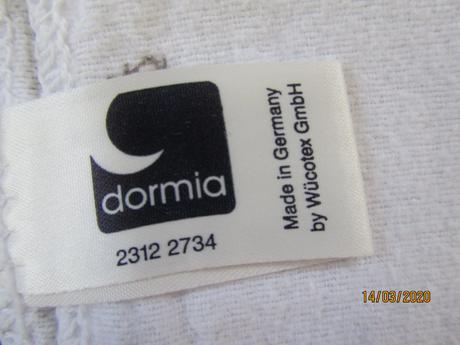 dormia
2312 2734
Made in Germany
by Wücotex GmbH
14/03/2020